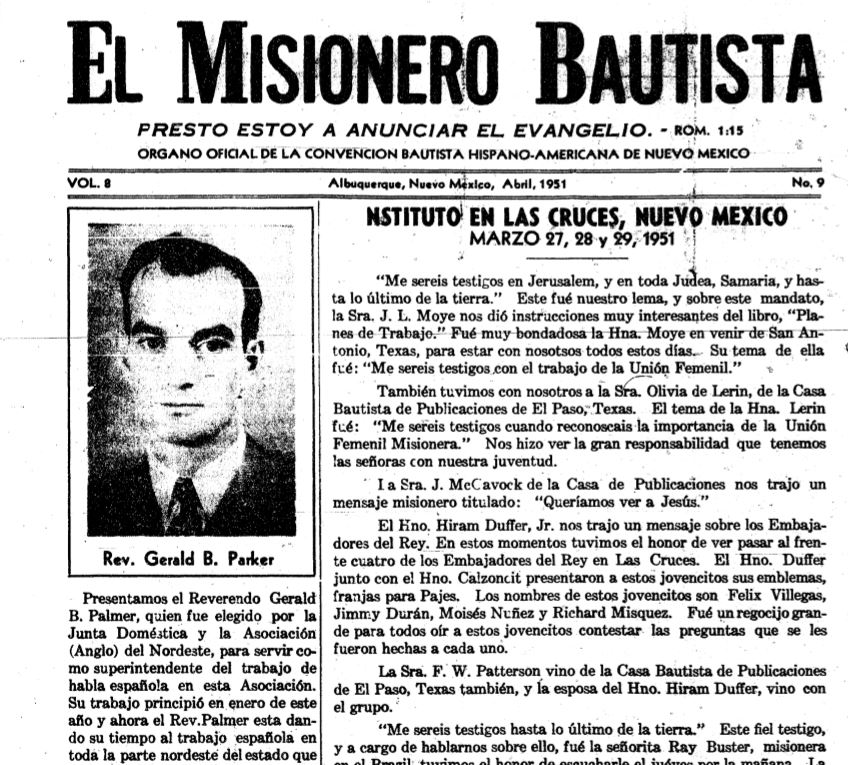 EL MISIONERO BAUTISTA
PRESTO ESTOY A ANUNCIAR EL EVANGELIO. - ROM. 1:15
ORGANO OFICIAL DE LA CONVENCION BAUTISTA HISPANO-AMERICANA DE NUEVO MEXICO
VOL. 8 Albuquerque, Nuevo México, Abril, 1951 No. 9
Rev. Gerald B. Parker
Presentamos el Reverendo Gerald
B. Palmer, quien fue elegido por la
Junta Doméstica y la Asociación
(Anglo) del Nordeste, para servir co-
mo superintendente del trabajo de
habla española en esta Asociación.
Su trabajo principió en enero de este
año y ahora el Rev.Palmer esta dan-
do su tiempo al trabajo española en
toda la parte nordeste del estado que
NSTITUTO EN LAS CRUCES, NUEVO MEXICO
MARZO 27, 28 y 29, 1951
"Me sereis testigos en Jerusalem, y en toda Judea, Samaria, y has-
ta lo último de la tierra." Este fué nuestro lema, y sobre este mandato,
la Sra. J. L. Moye nos dió instrucciones muy interesantes del libro, "Pla-
nes de Trabajo." Fué muy bondadosa la Hna. Moye en venir de San An-
tonio, Texas, para estar con nosotsos todos estos días. Su tema de ella
fué: "Me sereis testigos con el trabajo de la Unión Femenil."
También tuvimos con nosotros a la Sra. Olivia de Lerin, de la Casa
Bautista de Publicaciones de El Paso, Texas. El tema de la Hna. Lerin
fué: "Me sereis testigos cuando reconoscais la importancia de la Unión
Femenil Misionera." Nos hizo ver la gran responsabilidad que tenemos
las señoras con nuestra juventud.
La Sra. J. McCavock de la Casa de Publicaciones nos trajo un
mensaje misionero titulado: "Queríamos ver a Jesús."
El Hno. Hiram Duffer, Jr. nos trajo un mensaje sobre los Embaja-
dores del Rey. En estos momentos tuvimos el honor de ver pasar al fren-
te cuatro de los Embajadores del Rey en Las Cruces. El Hno. Duffer
junto con el Hno. Calzoncit presentaron a estos jovencitos sus emblemas,
franjas para Pajes. Los nombres de estos jovencitos son Felix Villegas,
Jimmy Durán, Moisés Nuñez y Richard Misquez. Fué un regocijo gran-
de para todos oír a estos jovencitos contestar las preguntas que se les
fueron hechas a cada uno.
La Sra. F. W. Patterson vino de la Casa Bautista de Publicaciones
de El Paso, Texas también, y la esposa del Hno. Hiram Duffer, vino con
el grupo.
"Me sereis testigos hasta lo último de la tierra." Este fiel testigo,
y a cargo de hablarnos sobre ello, fué la señorita Ray Buster, misionera